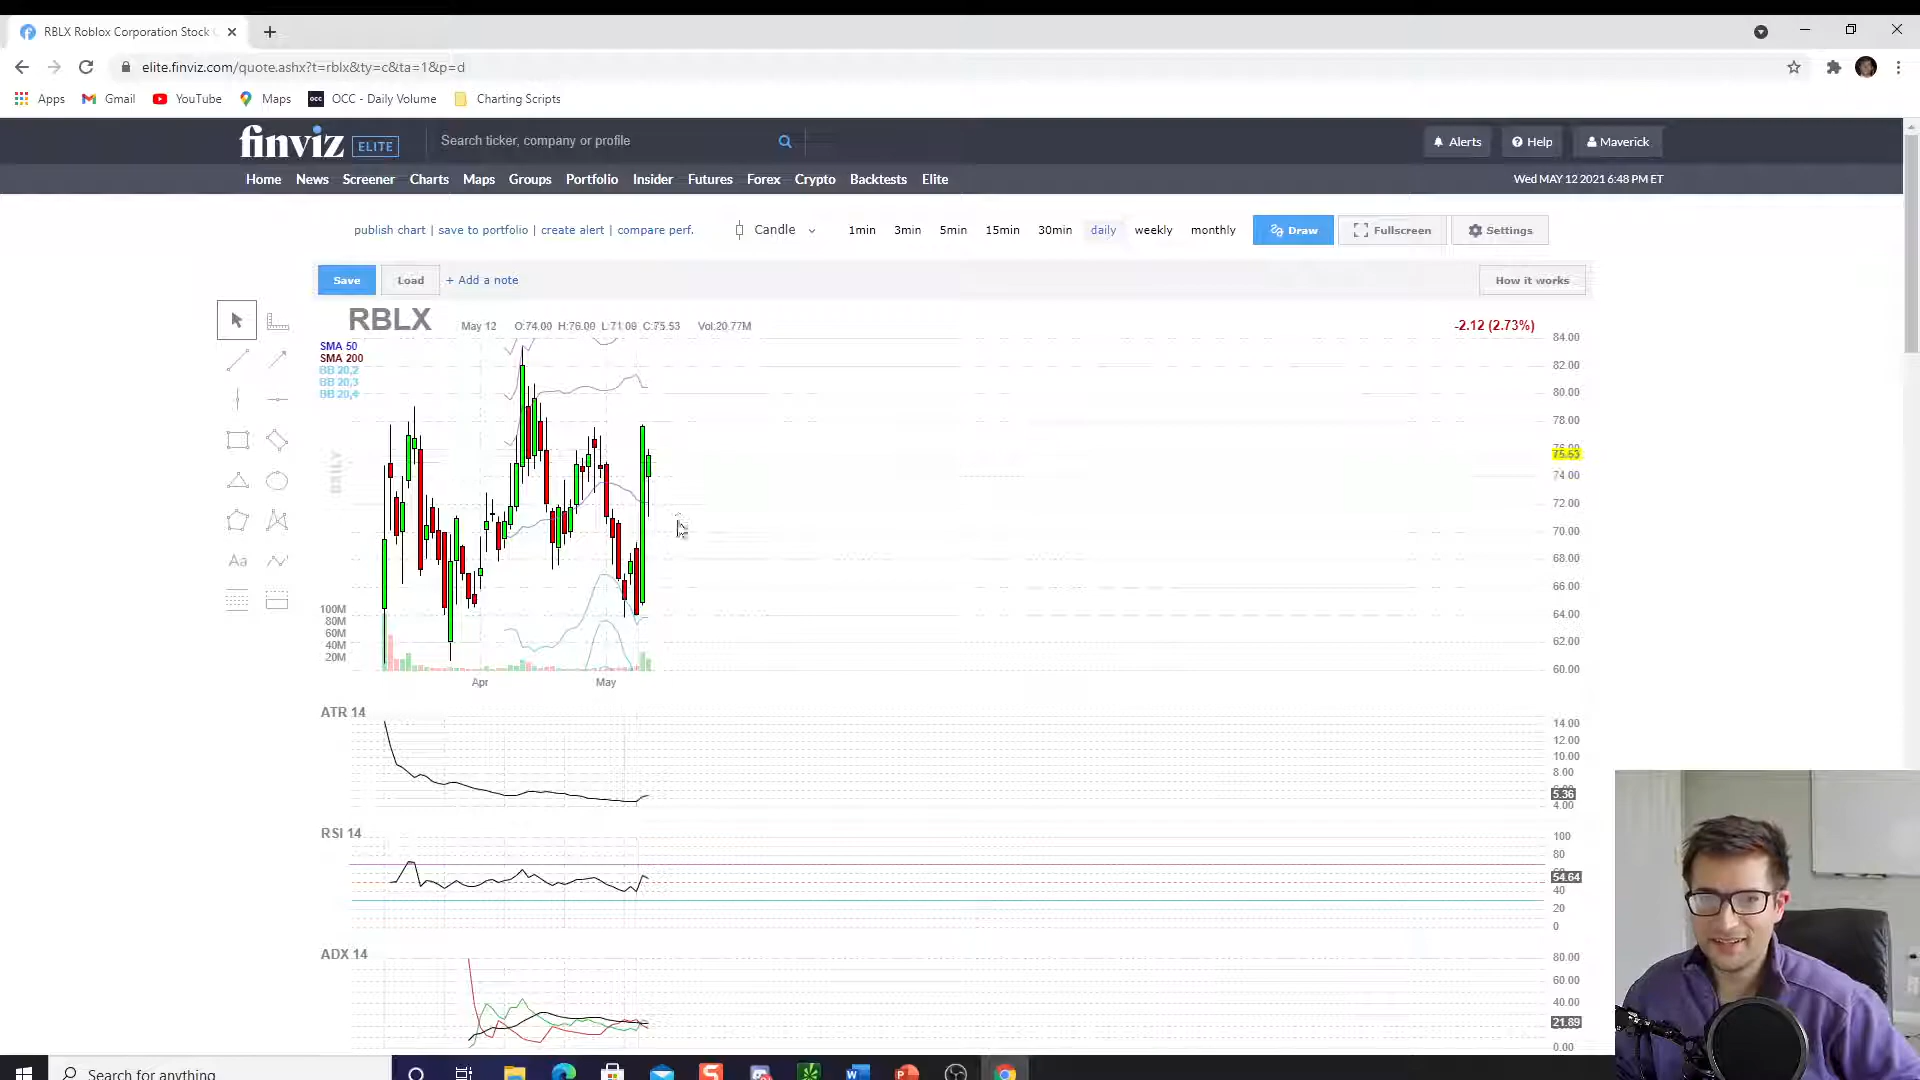 RBLX Roblox Corporation Stock
elite.finviz.com/quote.ashx?t=rblx&ty=c&ta=1&p=d
Apps Gmail YouTube Maps OCC - Daily Volume Charting Scripts
finviz ELITE Search ticker, company or profile Alerts Help Maverick
Home News Screener Charts Maps Groups Portfolio Insider Futures Forex Crypto Backtests Elite Wed MAY 12 2021 6:48 PM ET
publish chart | save to portfolio | create alert | compare perf. Candle 1min 3min 5min 15min 30min daily weekly monthly Draw Fullscreen Settings
Save Load + Add a note How it works
RBLX May 12 O:74.00 H:76.00 L:71.09 C:75.53 Vol:20.77M -2.12 (2.73%)
SMA 50
SMA 200
BB 20,2
BB 20,3
BB 20,4
DAILY
84.00
82.00
80.00
78.00
76.00
75.53
74.00
72.00
70.00
68.00
66.00
64.00
62.00
60.00
100M
80M
60M
40M
20M
Apr May
ATR 14
14.00
12.00
10.00
8.00
5.36
4.00
RSI 14
100
80
54.64
40
20
0
ADX 14
80.00
60.00
40.00
21.89
0.00
Aa
Search for anything